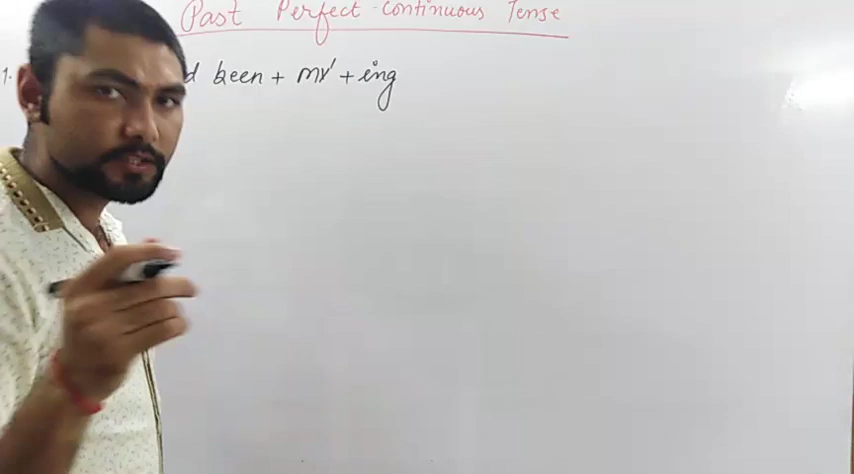 Past Perfect continuous Tense
1. d been + mv' + ing